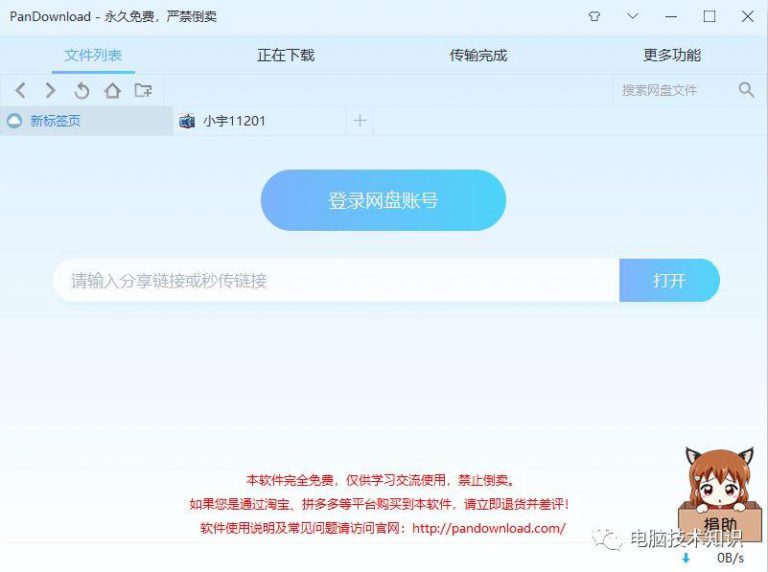 PanDownload - 永久免费，严禁倒卖
文件列表
正在下载
传输完成
更多功能
搜索网盘文件
新标签页
小宇11201
登录网盘账号
请输入分享链接或秒传链接
打开
本软件完全免费，仅供学习交流使用，禁止倒卖。
如果您是通过淘宝、拼多多等平台购买到本软件，请立即退货并差评！
软件使用说明及常见问题请访问官网：http://pandownload.com/
捐助
电脑技术知识
0B/s